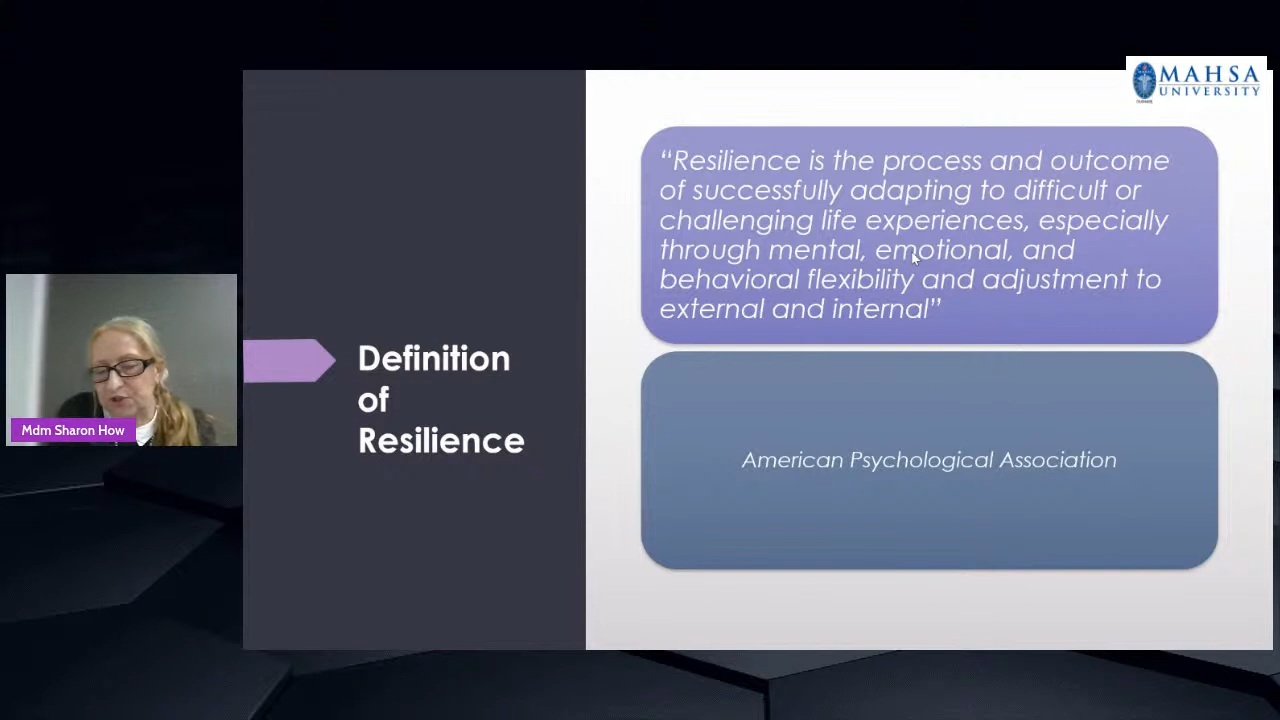 MAHSA
UNIVERSITY
“Resilience is the process and outcome
of successfully adapting to difficult or
challenging life experiences, especially
through mental, emotional, and
behavioral flexibility and adjustment to
external and internal”
Definition
of
Resilience
American Psychological Association
Mdm Sharon How